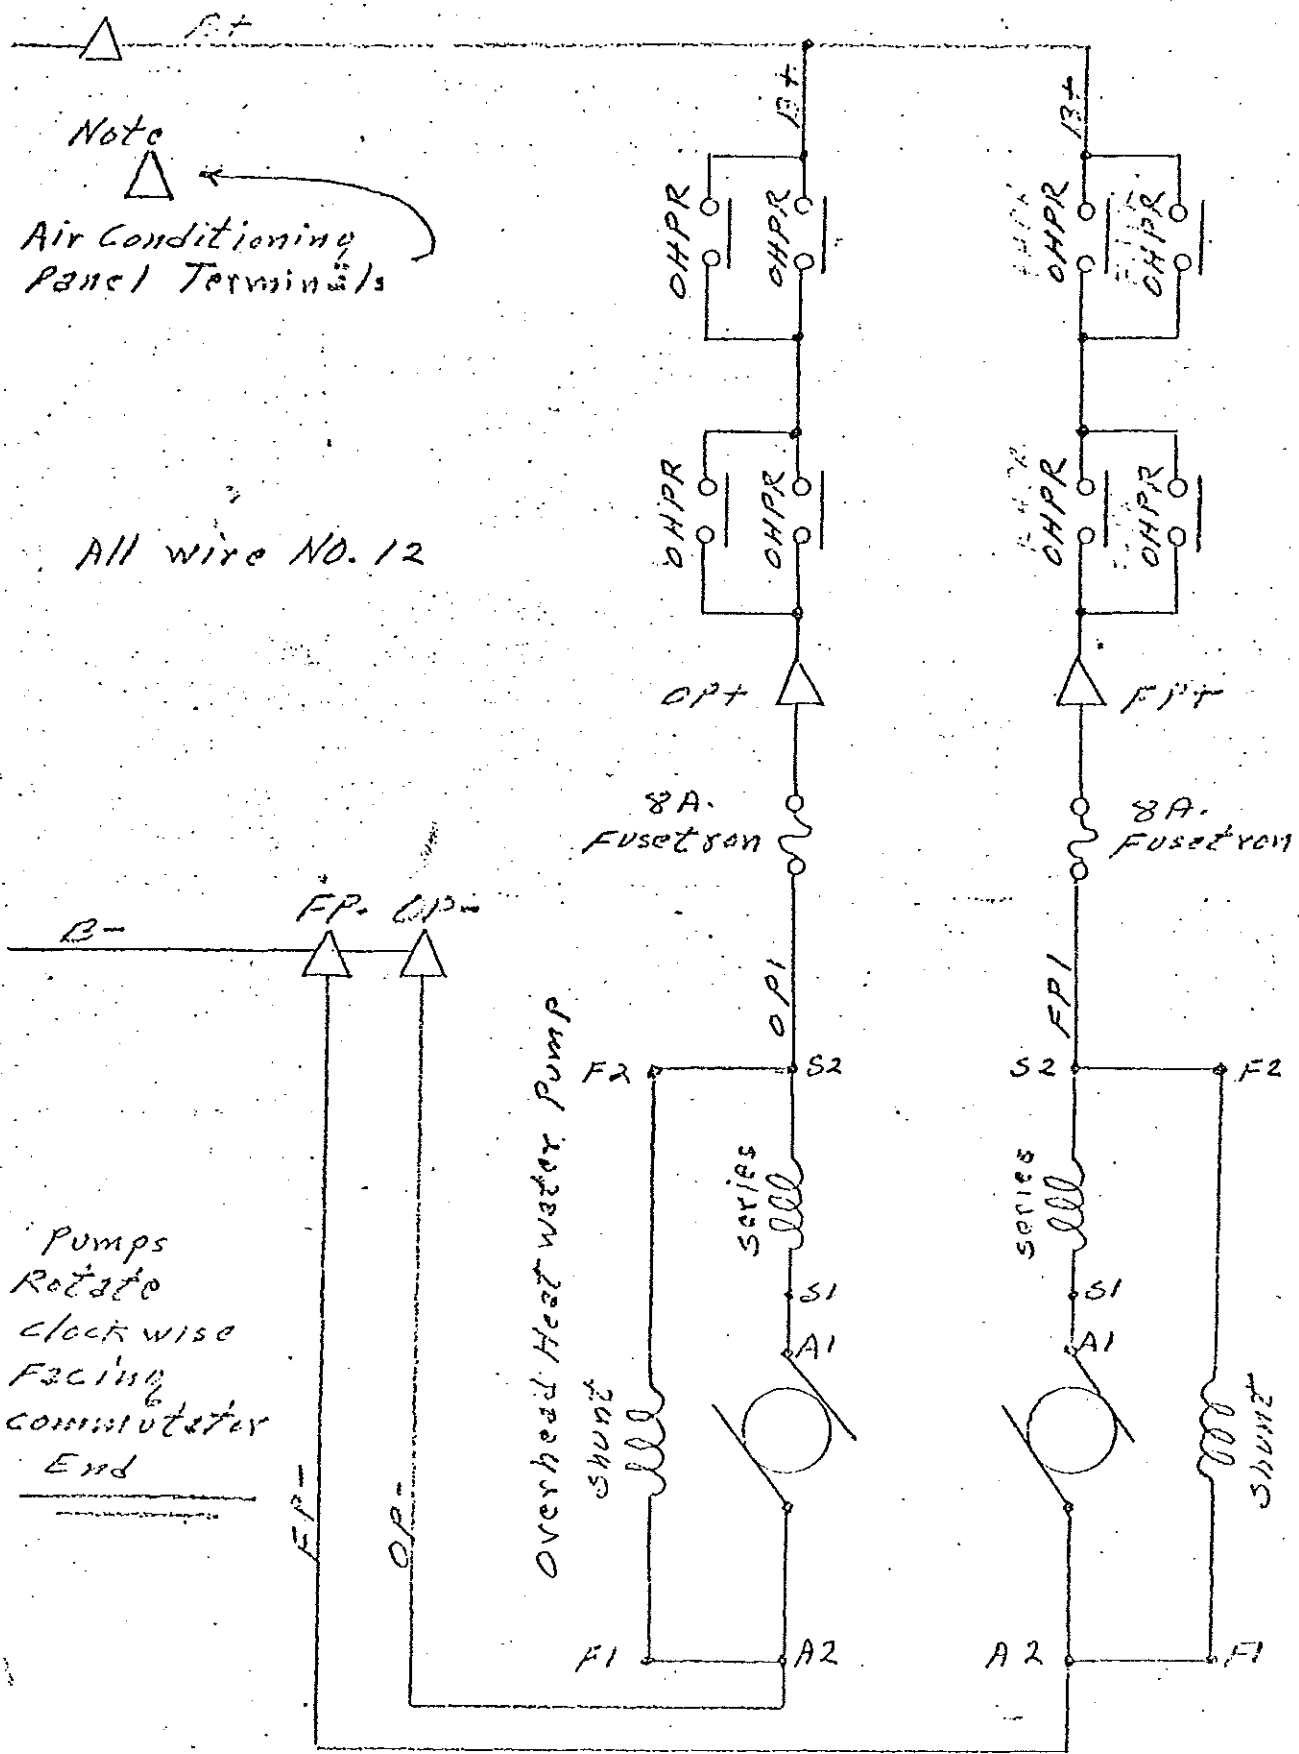 B+
Note
Air Conditioning
Panel Terminals
B+
B+
OHPR
OHPR
OHPR
OHPR
OHPR
OHPR
OHPR
OHPR
All wire NO. 12
OP+
FP+
8A.
Fusetron
8A.
Fusetron
B-
FP-
OP-
OP1
FP1
Overhead Heat water Pump
F2
S2
S2
F2
series
series
S1
S1
A1
A1
Pumps
Rotate
clockwise
Facing
commutator
End
shunt
shunt
FP-
OP-
F1
A2
A2
F1